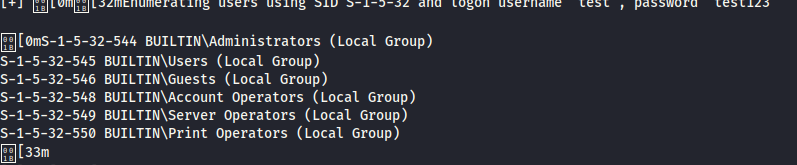 [+] [0m[32mEnumerating users using SID S-1-5-32 and logon username 'test', password 'test123'
[0mS-1-5-32-544 BUILTIN\Administrators (Local Group)
S-1-5-32-545 BUILTIN\Users (Local Group)
S-1-5-32-546 BUILTIN\Guests (Local Group)
S-1-5-32-548 BUILTIN\Account Operators (Local Group)
S-1-5-32-549 BUILTIN\Server Operators (Local Group)
S-1-5-32-550 BUILTIN\Print Operators (Local Group)
[33m